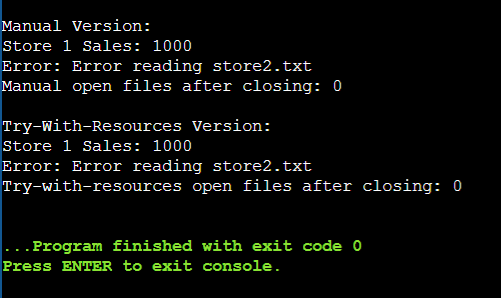 Manual Version:
Store 1 Sales: 1000
Error: Error reading store2.txt
Manual open files after closing: 0
Try-With-Resources Version:
Store 1 Sales: 1000
Error: Error reading store2.txt
Try-with-resources open files after closing: 0
...Program finished with exit code 0
Press ENTER to exit console.